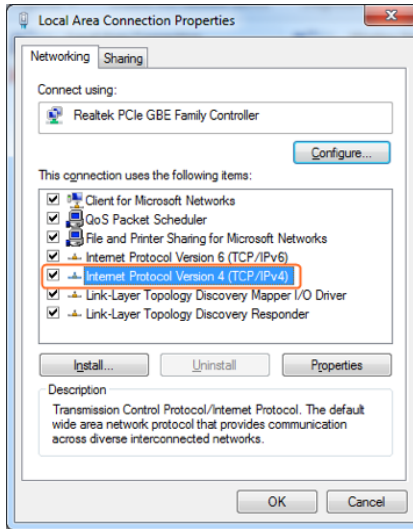 Local Area Connection Properties
Networking
Sharing
Connect using:
Realtek PCIe GBE Family Controller
Configure...
This connection uses the following items:
Client for Microsoft Networks
QoS Packet Scheduler
File and Printer Sharing for Microsoft Networks
Internet Protocol Version 6 (TCP/IPv6)
Internet Protocol Version 4 (TCP/IPv4)
Link-Layer Topology Discovery Mapper I/O Driver
Link-Layer Topology Discovery Responder
Install...
Uninstall
Properties
Description
Transmission Control Protocol/Internet Protocol. The default
wide area network protocol that provides communication
across diverse interconnected networks.
OK
Cancel